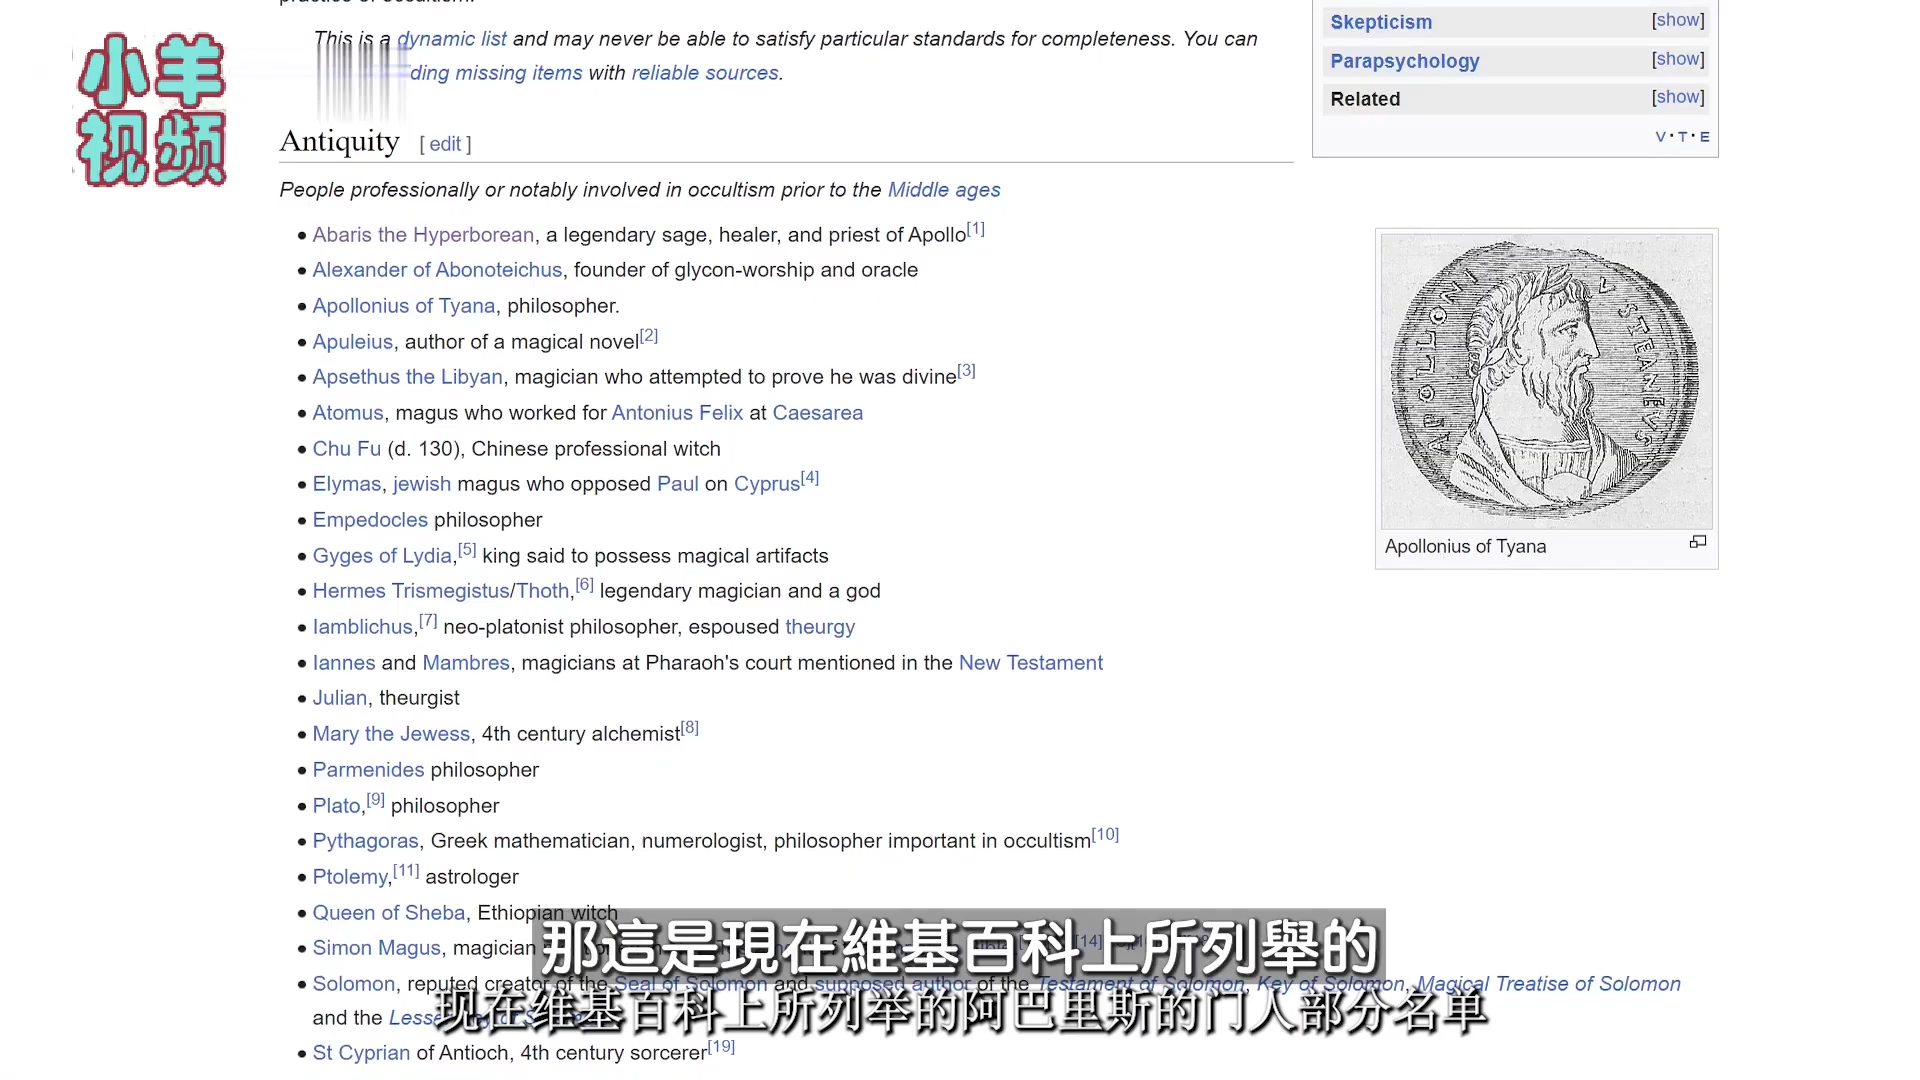 practice of occultism.
This is a dynamic list and may never be able to satisfy particular standards for completeness. You can
ding missing items with reliable sources.
小羊
视频
Skepticism [show]
Parapsychology [show]
Related [show]
V · T · E
Antiquity [ edit ]
People professionally or notably involved in occultism prior to the Middle ages
• Abaris the Hyperborean, a legendary sage, healer, and priest of Apollo[1]
• Alexander of Abonoteichus, founder of glycon-worship and oracle
• Apollonius of Tyana, philosopher.
• Apuleius, author of a magical novel[2]
• Apsethus the Libyan, magician who attempted to prove he was divine[3]
• Atomus, magus who worked for Antonius Felix at Caesarea
• Chu Fu (d. 130), Chinese professional witch
• Elymas, jewish magus who opposed Paul on Cyprus[4]
• Empedocles philosopher
• Gyges of Lydia,[5] king said to possess magical artifacts
• Hermes Trismegistus/Thoth,[6] legendary magician and a god
• Iamblichus,[7] neo-platonist philosopher, espoused theurgy
• Iannes and Mambres, magicians at Pharaoh's court mentioned in the New Testament
• Julian, theurgist
• Mary the Jewess, 4th century alchemist[8]
• Parmenides philosopher
• Plato,[9] philosopher
• Pythagoras, Greek mathematician, numerologist, philosopher important in occultism[10]
• Ptolemy,[11] astrologer
• Queen of Sheba, Ethiopian witch
• Simon Magus, magician
• Solomon, reputed creator of the Seal of Solomon and supposed author of the Testament of Solomon, Key of Solomon, Magical Treatise of Solomon
and the
• St Cyprian of Antioch, 4th century sorcerer[19]
APOLLONI VS TEANEVS
Apollonius of Tyana
那這是現在維基百科上所列舉的
现在维基百科上所列举的阿巴里斯的门人部分名单